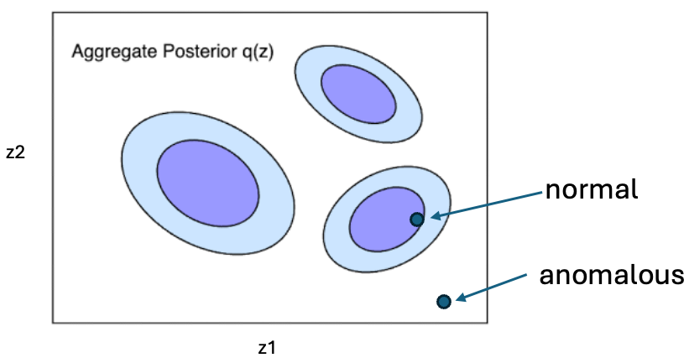 Aggregate Posterior q(z)
z2
normal
anomalous
z1